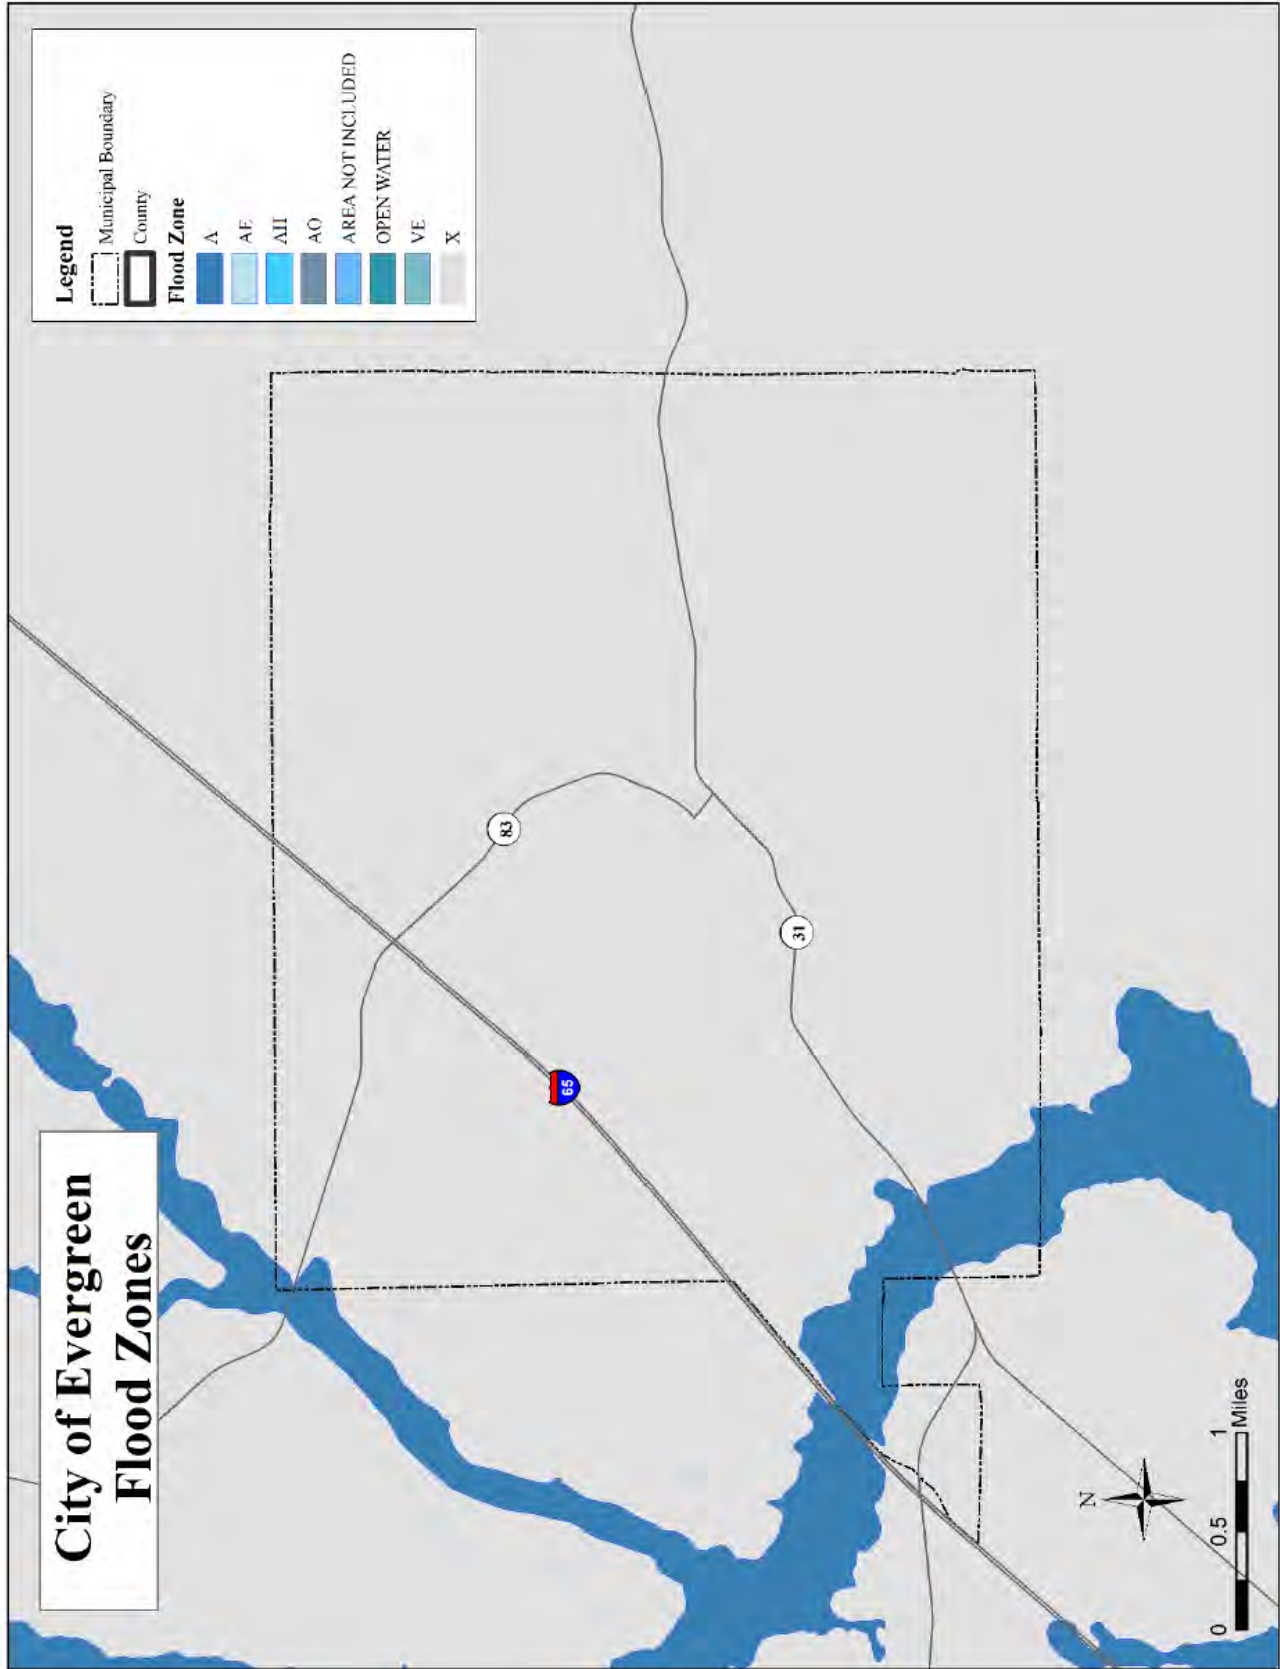 City of Evergreen
Flood Zones
Legend
Municipal Boundary
County
Flood Zone
A
AE
AH
AO
AREA NOT INCLUDED
OPEN WATER
VE
X
83
65
31
N
0 0.5 1
Miles